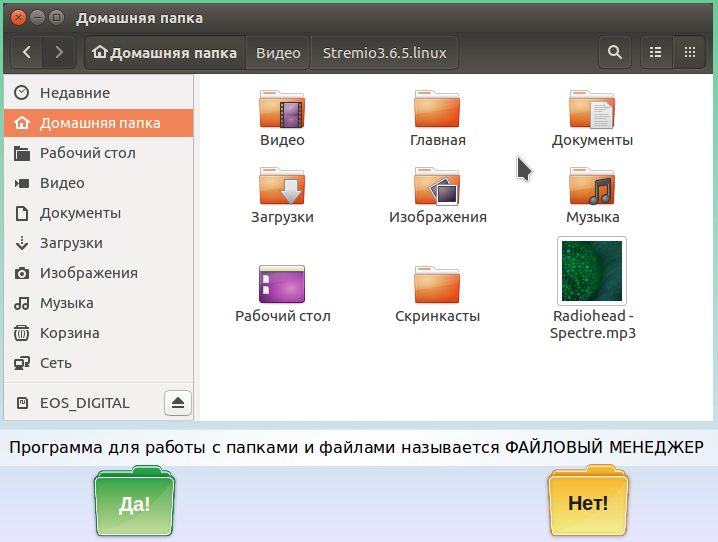 Домашняя папка
Домашняя папка Видео Stremio3.6.5.linux
Недавние
Домашняя папка
Рабочий стол
Видео
Документы
Загрузки
Изображения
Музыка
Корзина
Сеть
EOS_DIGITAL
Видео Главная Документы
Загрузки Изображения Музыка
Рабочий стол Скринкасты Radiohead -
Spectre.mp3
Программа для работы с папками и файлами называется ФАЙЛОВЫЙ МЕНЕДЖЕР
Да! Нет!